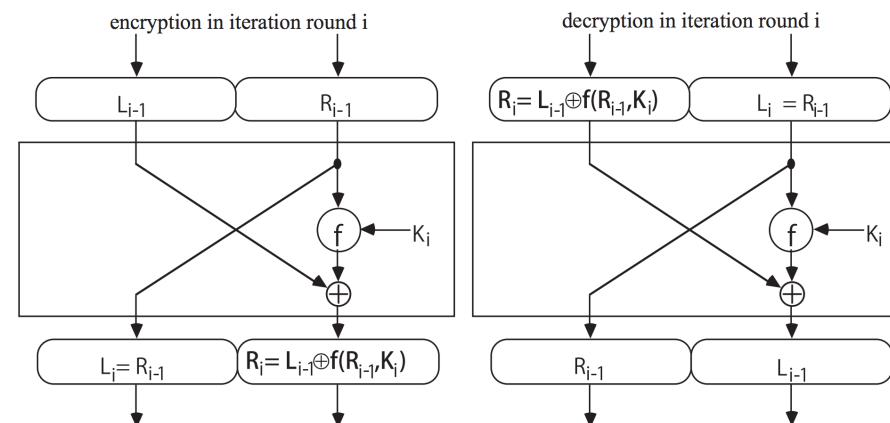 encryption in iteration round i
L_{i-1}
R_{i-1}
f
K_i
L_i = R_{i-1}
R_i = L_{i-1}⊕f(R_{i-1},K_i)
decryption in iteration round i
R_i = L_{i-1}⊕f(R_{i-1},K_i)
L_i = R_{i-1}
f
K_i
R_{i-1}
L_{i-1}